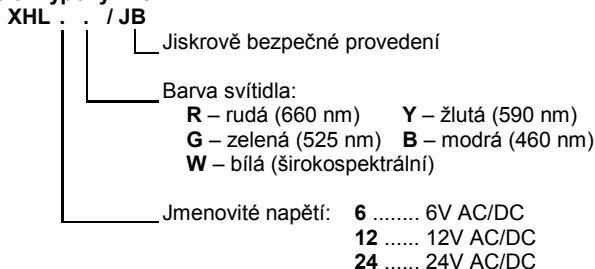 XHL . . / JB
Jiskrově bezpečné provedení
Barva svítidla:
R – rudá (660 nm) Y – žlutá (590 nm)
G – zelená (525 nm) B – modrá (460 nm)
W – bílá (širokospektrální)
Jmenovité napětí: 6 ........ 6V AC/DC
12 ...... 12V AC/DC
24 ...... 24V AC/DC